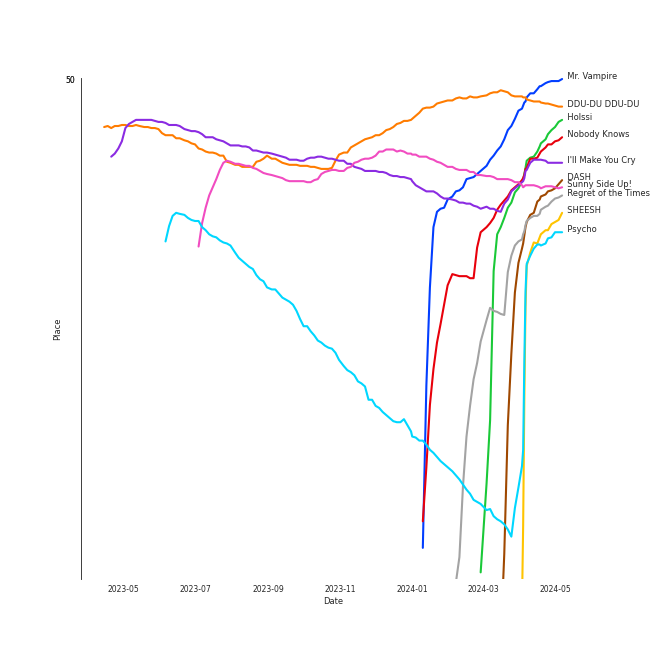 50
Mr. Vampire
DDU-DU DDU-DU
Holssi
Nobody Knows
I'll Make You Cry
DASH
Sunny Side Up!
Regret of the Times
SHEESH
Psycho
Place
2023-05 2023-07 2023-09 2023-11 2024-01 2024-03 2024-05
Date